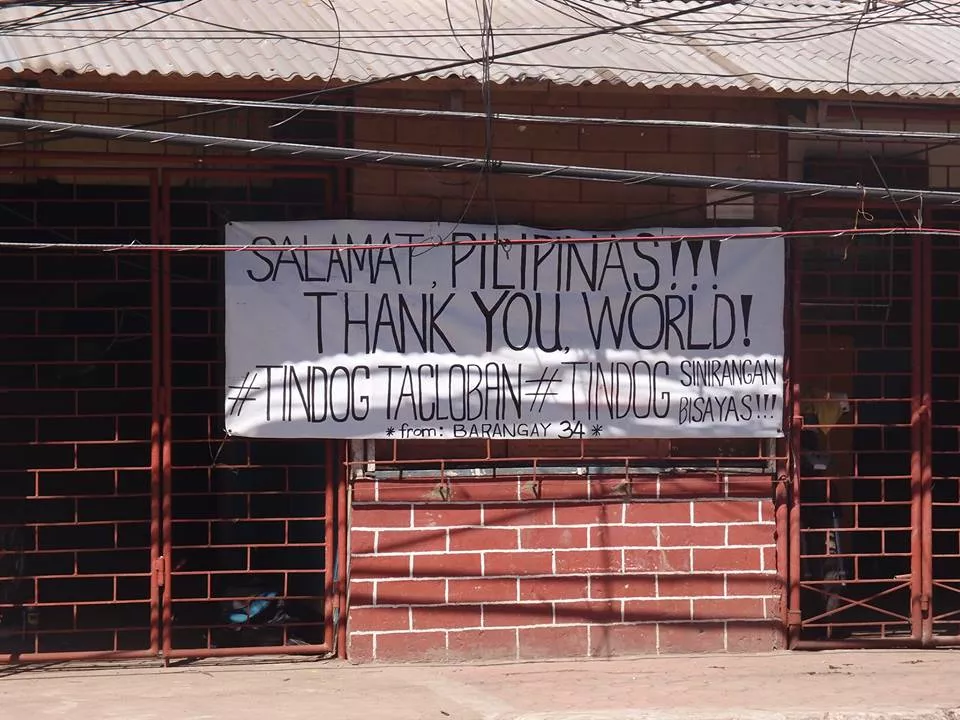 SALAMAT, PILIPINAS!!!
THANK YOU, WORLD!
#TINDOG TACLOBAN #TINDOG SINIRANGAN
BISAYAS!!!
*from: BARANGAY 34*